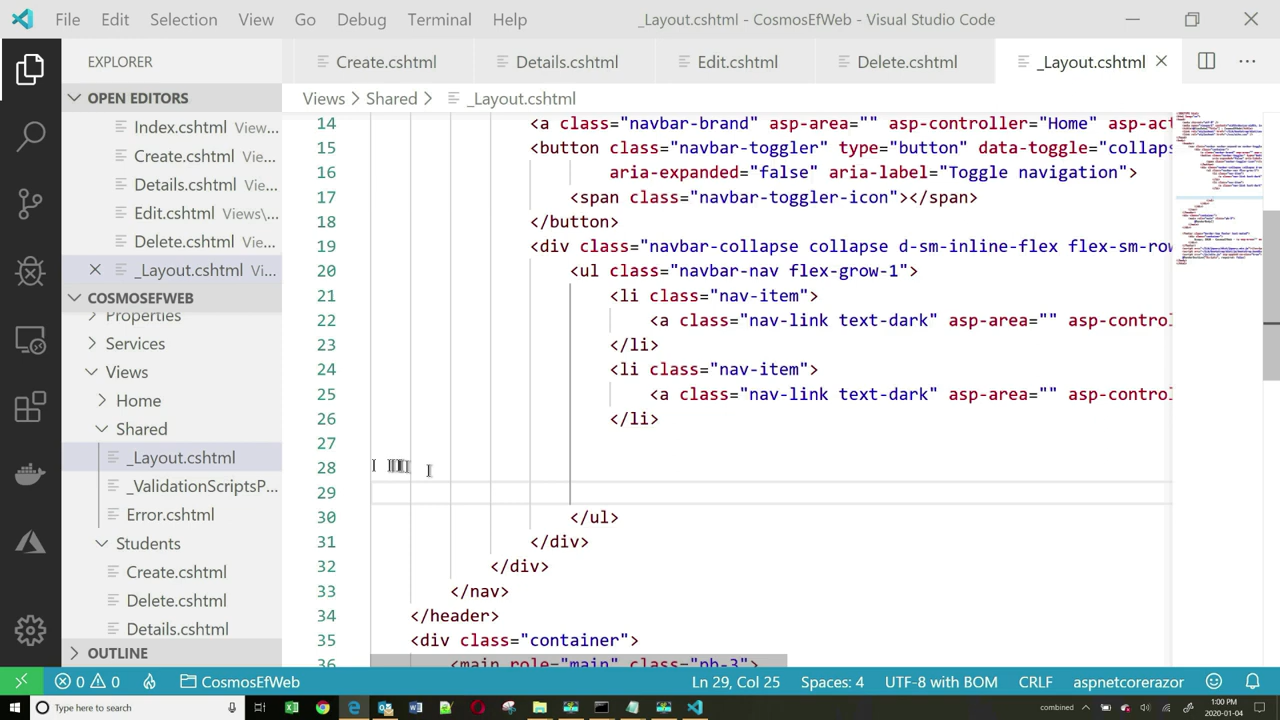 File Edit Selection View Go Debug Terminal Help
_Layout.cshtml - CosmosEfWeb - Visual Studio Code
EXPLORER
OPEN EDITORS
Index.cshtml View...
Create.cshtml Vie...
Details.cshtml Vie...
Edit.cshtml Views\...
Delete.cshtml Vie...
_Layout.cshtml Vi...
COSMOSEFWEB
Properties
Services
Views
Home
Shared
_Layout.cshtml
_ValidationScriptsP...
Error.cshtml
Students
Create.cshtml
Delete.cshtml
Details.cshtml
OUTLINE
Create.cshtml Details.cshtml Edit.cshtml Delete.cshtml _Layout.cshtml
Views > Shared > _Layout.cshtml
14 <a class="navbar-brand" asp-area="" asp-controller="Home" asp-act
15 <button class="navbar-toggler" type="button" data-toggle="collaps
16 aria-expanded="false" aria-label="Toggle navigation">
17 <span class="navbar-toggler-icon"></span>
18 </button>
19 <div class="navbar-collapse collapse d-sm-inline-flex flex-sm-row
20 <ul class="navbar-nav flex-grow-1">
21 <li class="nav-item">
22 <a class="nav-link text-dark" asp-area="" asp-control
23 </li>
24 <li class="nav-item">
25 <a class="nav-link text-dark" asp-area="" asp-control
26 </li>
27
28
29
30 </ul>
31 </div>
32 </div>
33 </nav>
34 </header>
35 <div class="container">
36 <main role="main" class="pb-3">
0 0 CosmosEfWeb Ln 29, Col 25 Spaces: 4 UTF-8 with BOM CRLF aspnetcorerazor
Type here to search
1:00 PM
2020-01-04